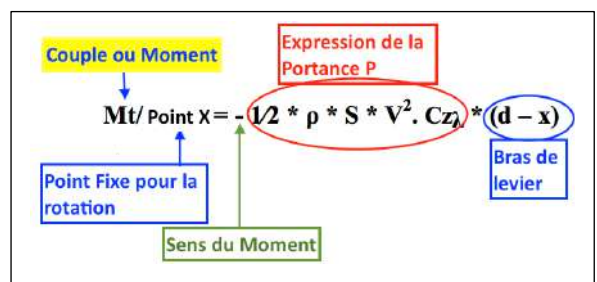 Couple ou Moment
Expression de la
Portance P
Mt/ Point X = - 1/2 * ρ * S * V². Czλ * (d – x)
Point Fixe pour la
rotation
Bras de
levier
Sens du Moment